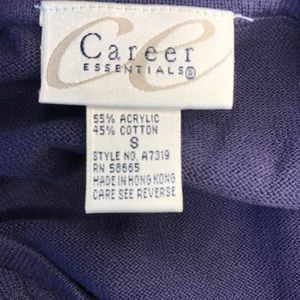 Career
ESSENTIALS®
55% ACRYLIC
45% COTTON
S
STYLE NO. A7319
RN 58665
MADE IN HONG KONG
CARE SEE REVERSE